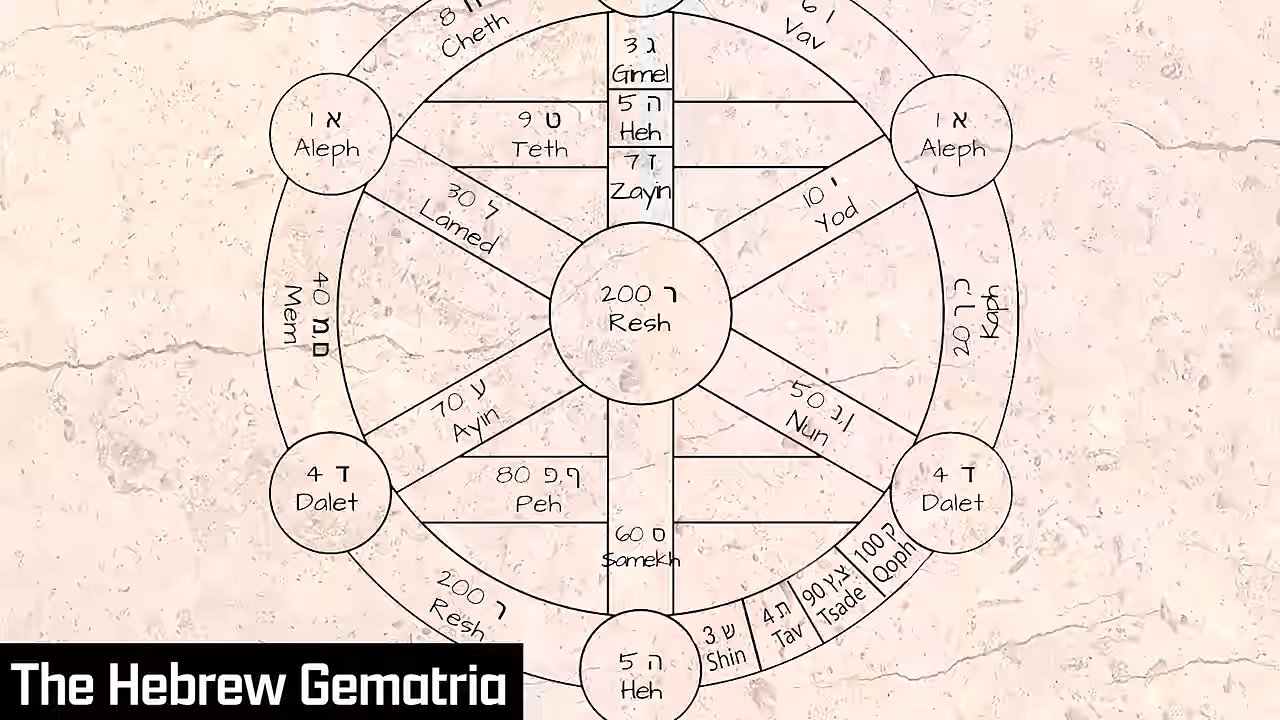 8 ח
Cheth
6 ו
Vav
3 ג
Gimel
א 1
Aleph
9 ט
Teth
5 ה
Heh
א 1
Aleph
7 ז
Zayin
30 ל
Lamed
10 י
Yod
40 מ,ם
Mem
200 ר
Resh
20 כ,ך
Kaph
70 ע
Ayin
50 נ,ן
Nun
4 ד
Dalet
80 פ,ף
Peh
4 ד
Dalet
60 ס
Samekh
100 ק
Qoph
90 צ,ץ
Tsade
4 ת
Tav
3 ש
Shin
200 ר
Resh
5 ה
Heh
The Hebrew Gematria